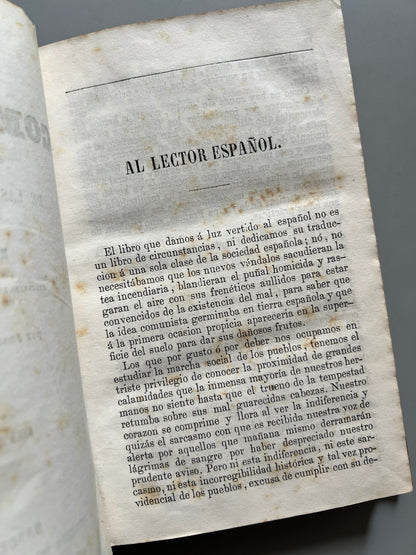 AL LECTOR ESPAÑOL.
El libro que damos á luz vertido al español no es
un libro de circunstancias, ni dedicamos su traduc-
cion á una sola clase de la sociedad española; nó, no
necesitábamos que los nuevos vándalos sacudieran la
tea incendiaria, blandieran el puñal homicida y ras-
garan el aire con sus frenéticos aullidos para estar
convencidos de la existencia del mal, para saber que
la idea comunista germinaba en tierra española y que
á la primera ocasion propicia apareceria en la super-
ficie del suelo para dar sus dañosos frutos.
Los que por gusto ó por deber nos ocupamos en
estudiar la marcha social de los pueblos, tenemos el
triste privilegio de conocer la proximidad de grandes
calamidades que la inmensa mayoría de nuestros her-
manos no siente hasta que el trueno de la tempestad
retumba sobre sus mal guarecidas cabezas. Nuestro
corazon se comprime y llora al ver la indiferencia y
quizás el sarcasmo con que es recibida nuestra voz de
alerta por aquellos que mañana mismo derramarán
lágrimas de sangre por haber despreciado nuestro
prudente aviso. Pero ni esta indiferencia, ni este sar-
casmo, ni esta incorregibilidad histórica y tal vez pro-
videncial de los pueblos, excusa de cumplir con su de-